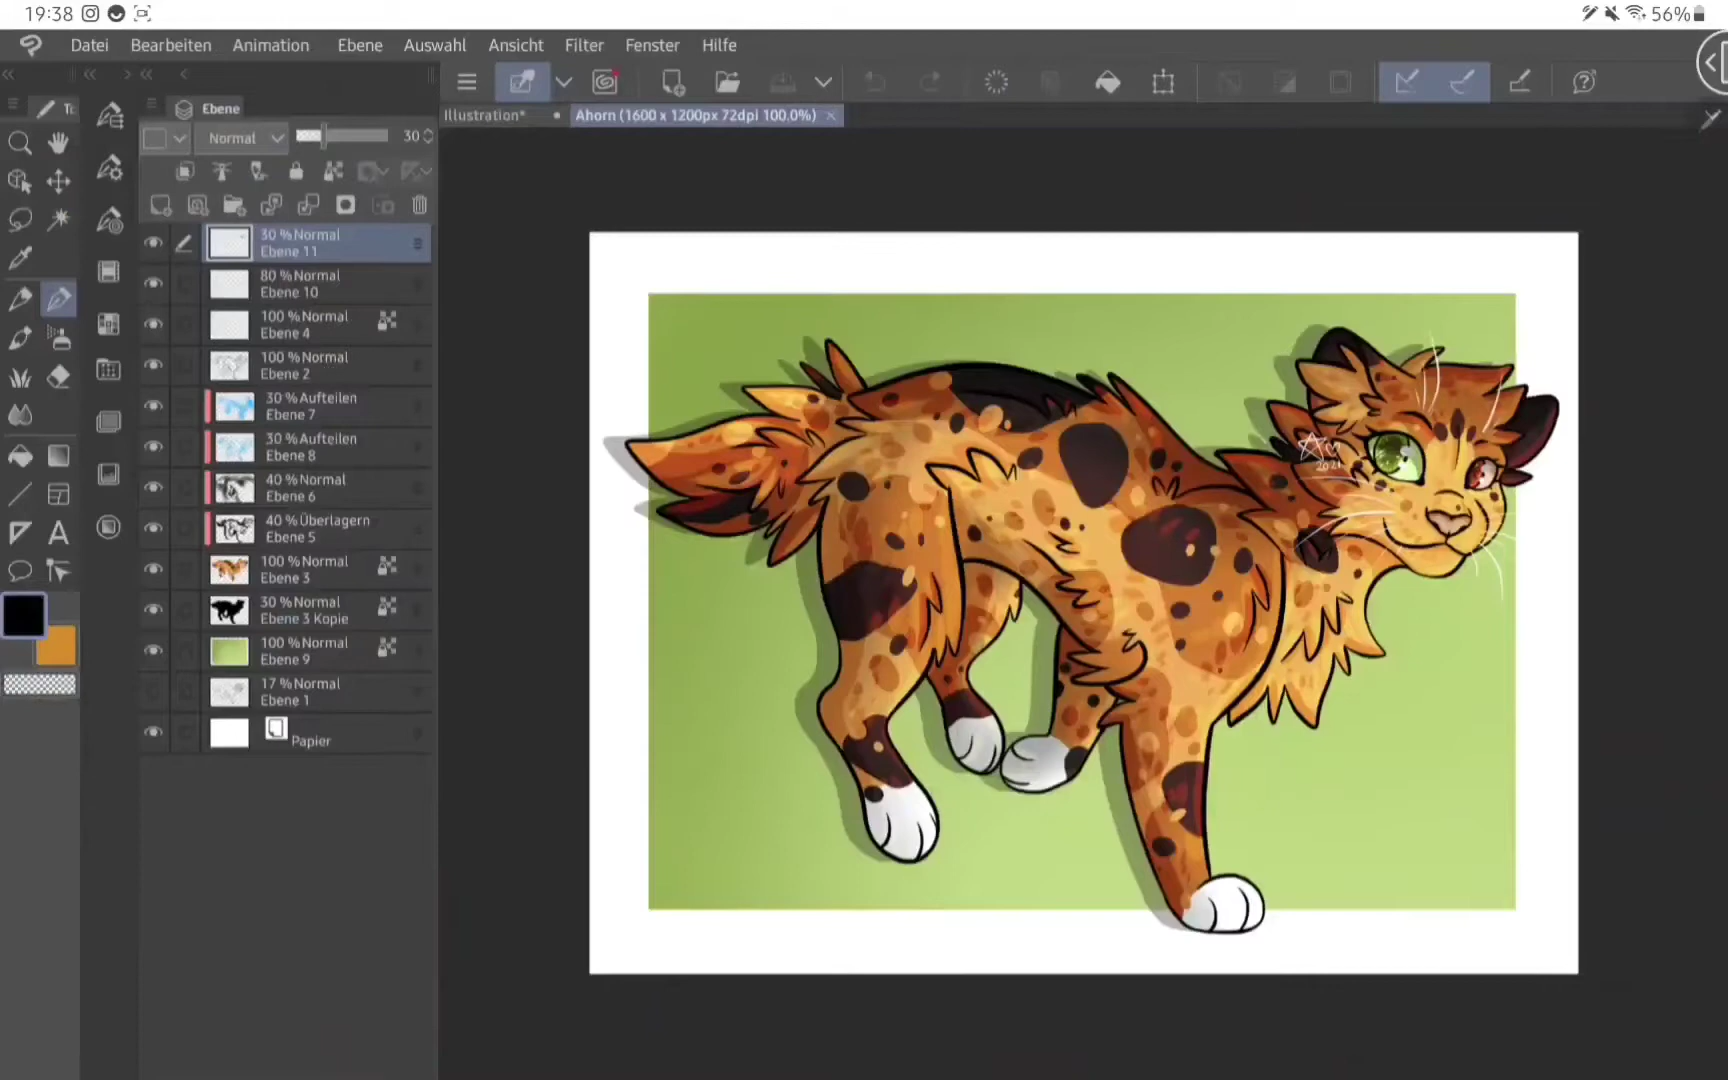 19:38
56%
Datei Bearbeiten Animation Ebene Auswahl Ansicht Filter Fenster Hilfe
Ebene
Illustration*
Ahorn (1600 x 1200px 72dpi 100.0%)
Normal 30
30 % Normal
Ebene 11
80 % Normal
Ebene 10
100 % Normal
Ebene 4
100 % Normal
Ebene 2
30 % Aufteilen
Ebene 7
30 % Aufteilen
Ebene 8
40 % Normal
Ebene 6
40 % Überlagern
Ebene 5
100 % Normal
Ebene 3
30 % Normal
Ebene 3 Kopie
100 % Normal
Ebene 9
17 % Normal
Ebene 1
Papier
2021